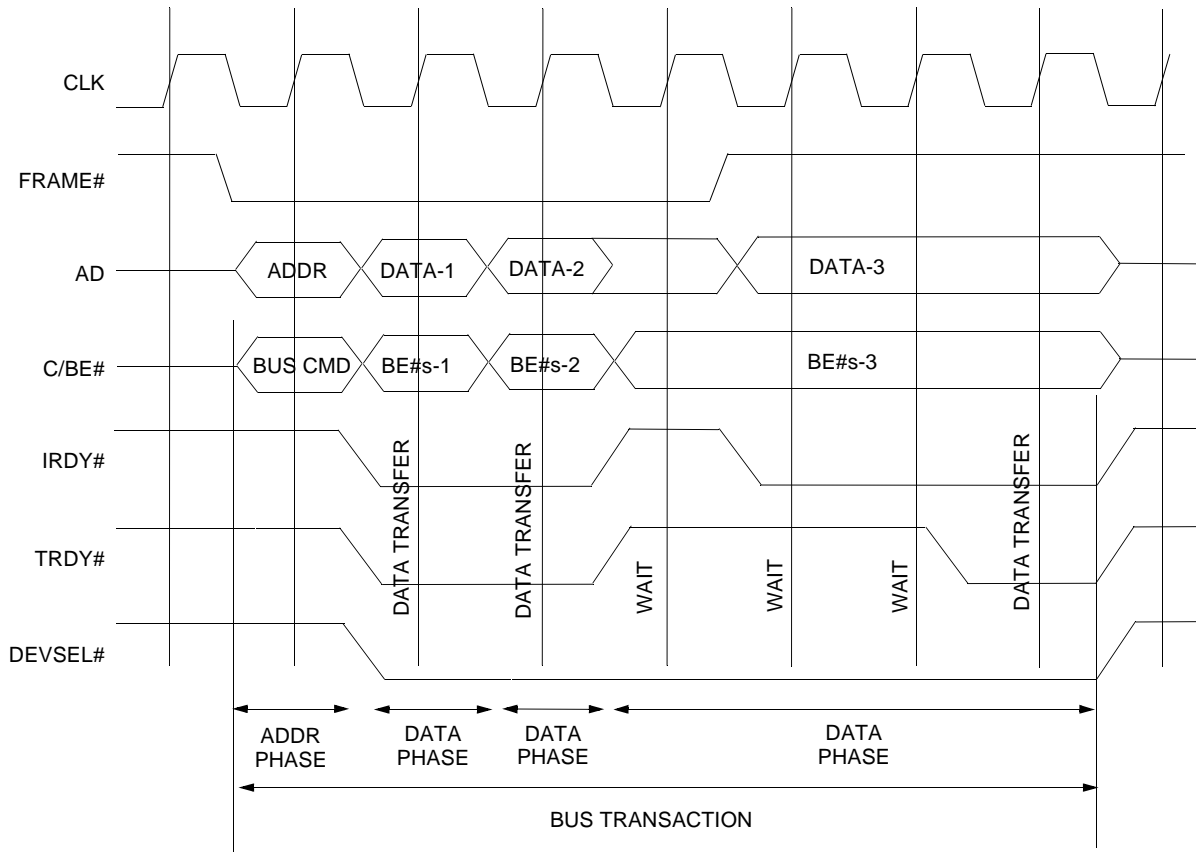 CLK
FRAME#
AD
ADDR
DATA-1
DATA-2
DATA-3
C/BE#
BUS CMD
BE#s-1
BE#s-2
BE#s-3
IRDY#
TRDY#
DEVSEL#
DATA TRANSFER
DATA TRANSFER
WAIT
WAIT
WAIT
DATA TRANSFER
ADDR
PHASE
DATA
PHASE
DATA
PHASE
DATA
PHASE
BUS TRANSACTION